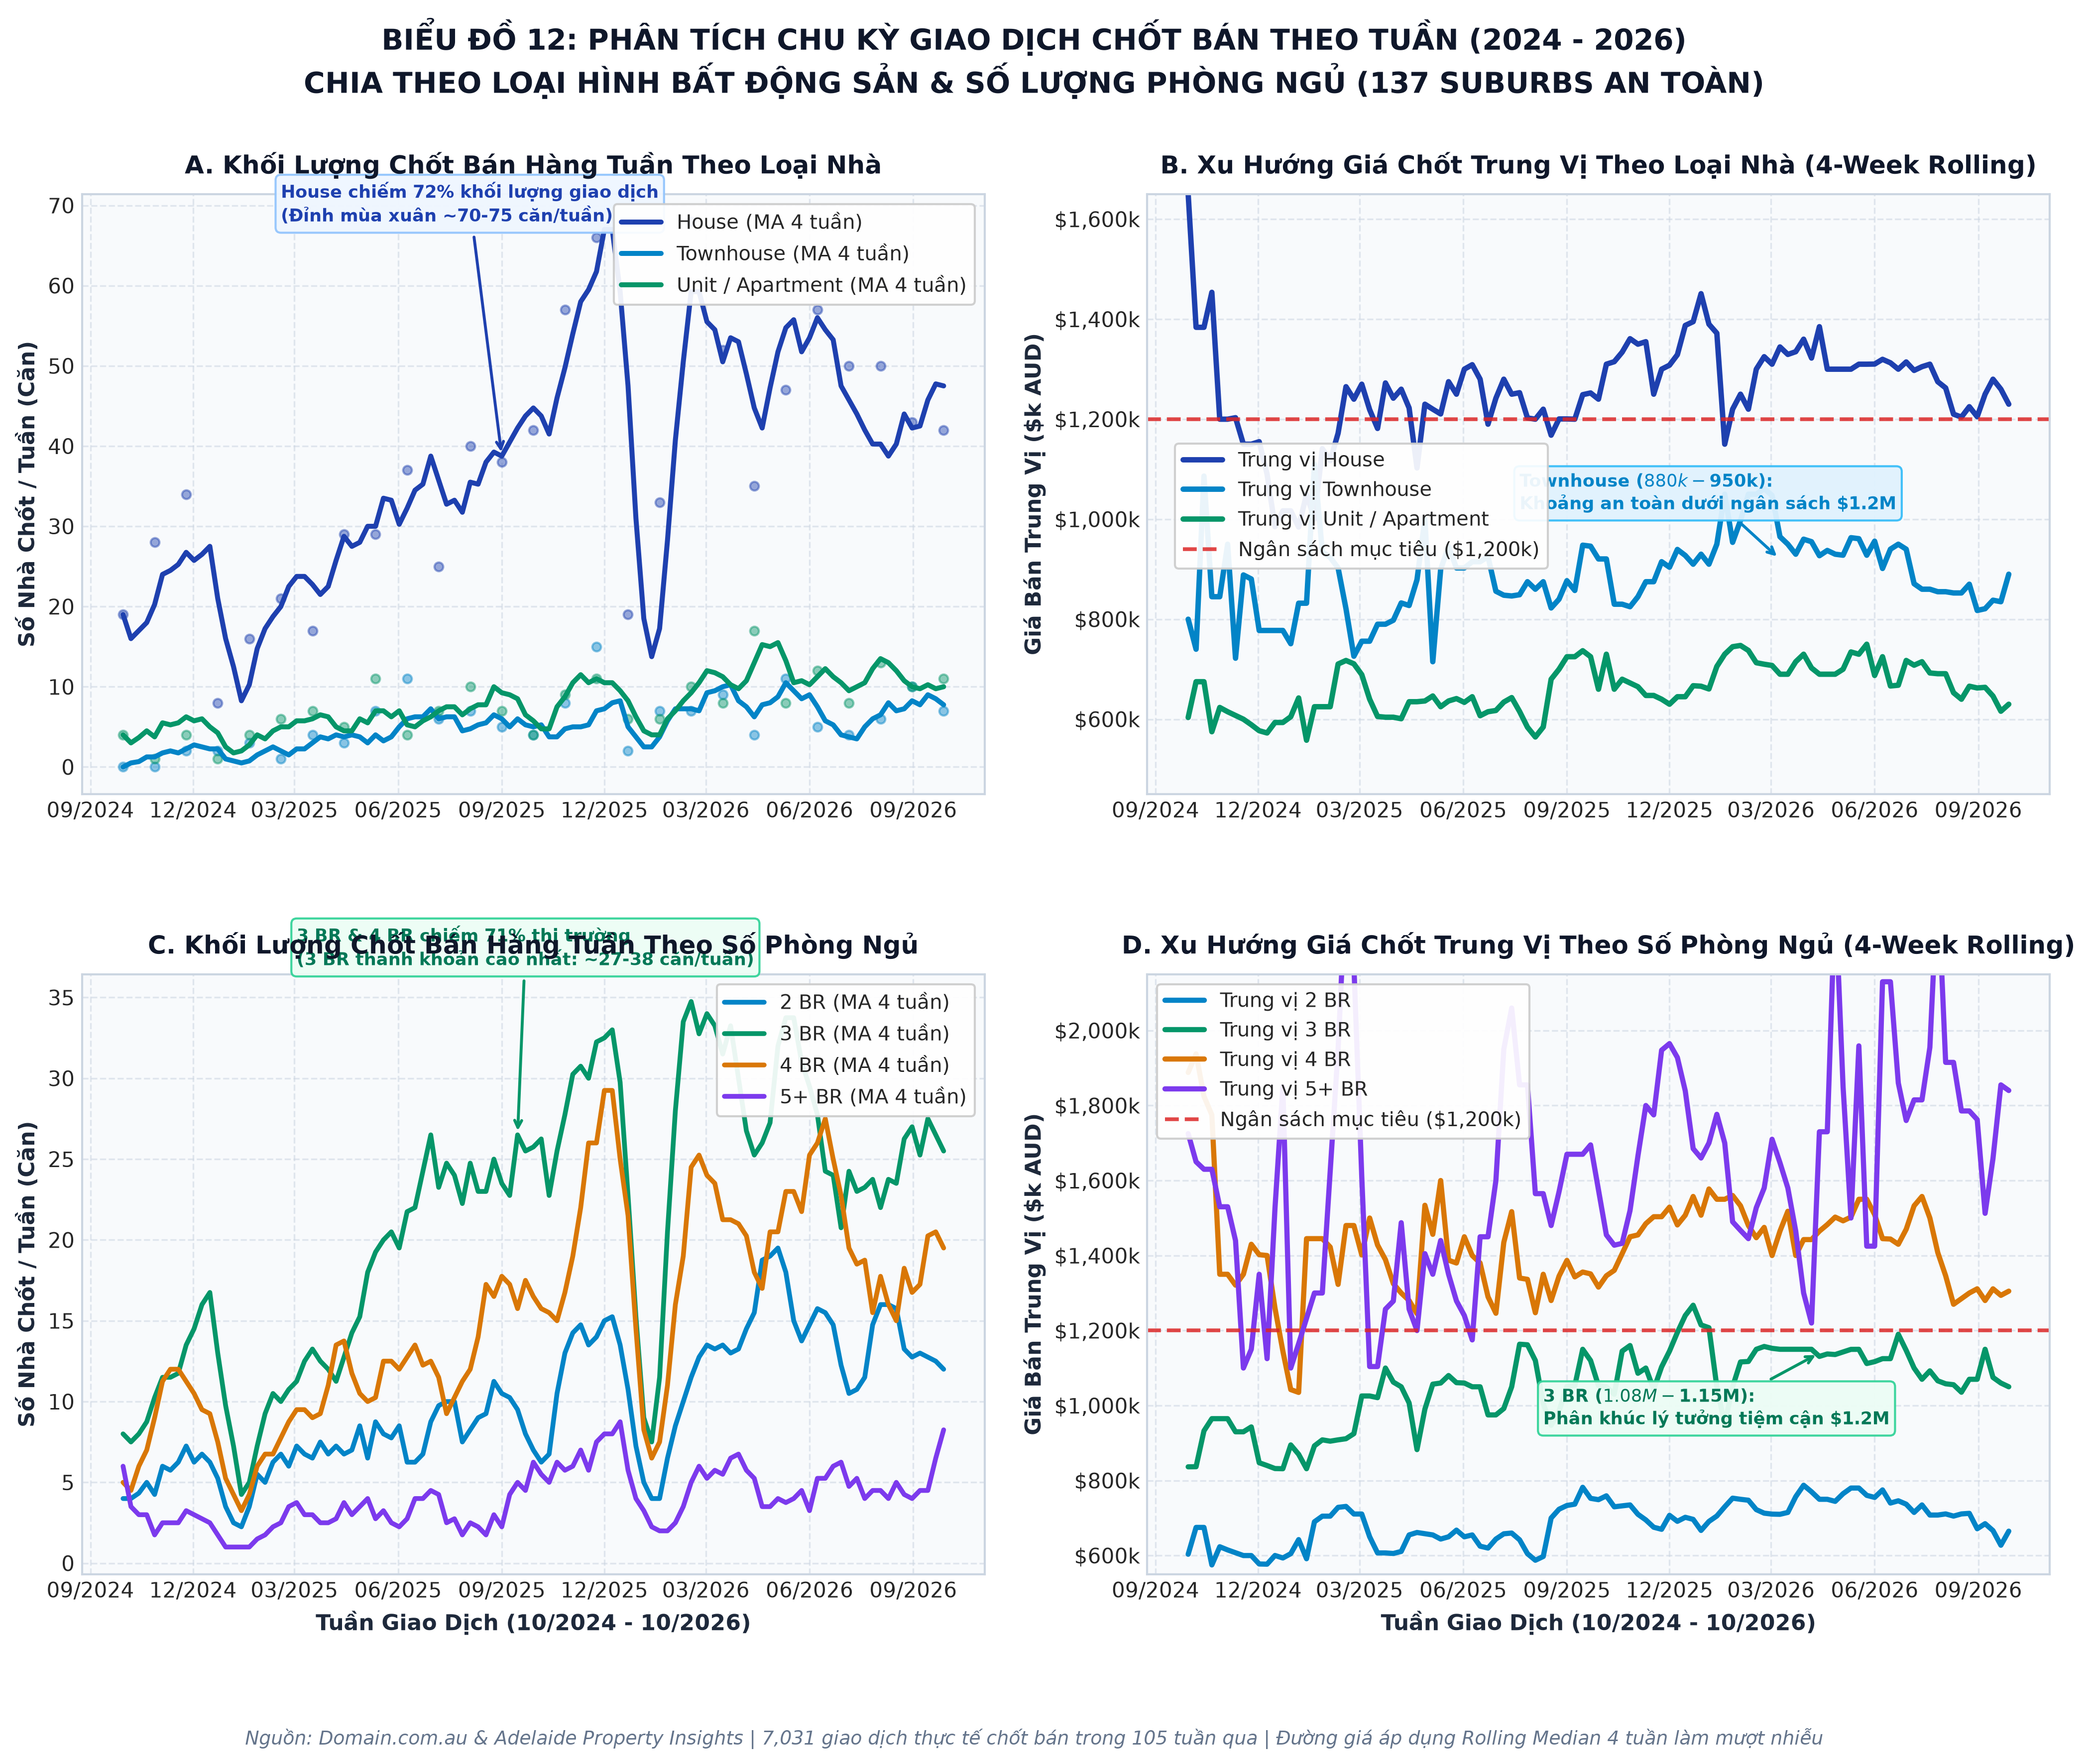 BIỂU ĐỒ 12: PHÂN TÍCH CHU KỲ GIAO DỊCH CHỐT BÁN THEO TUẦN (2024 - 2026)
CHIA THEO LOẠI HÌNH BẤT ĐỘNG SẢN & SỐ LƯỢNG PHÒNG NGỦ (137 SUBURBS AN TOÀN)
A. Khối Lượng Chốt Bán Hàng Tuần Theo Loại Nhà
House chiếm 72% khối lượng giao dịch
(Đỉnh mùa xuân ~70-75 căn/tuần)
House (MA 4 tuần)
Townhouse (MA 4 tuần)
Unit / Apartment (MA 4 tuần)
Số Nhà Chốt / Tuần (Căn)
70
60
50
40
30
20
10
0
09/2024 12/2024 03/2025 06/2025 09/2025 12/2025 03/2026 06/2026 09/2026
B. Xu Hướng Giá Chốt Trung Vị Theo Loại Nhà (4-Week Rolling)
Giá Bán Trung Vị ($k AUD)
$1,600k
$1,400k
$1,200k
$1,000k
$800k
$600k
Trung vị House
Trung vị Townhouse
Trung vị Unit / Apartment
Ngân sách mục tiêu ($1,200k)
Townhouse (880k-950k):
Khoảng an toàn dưới ngân sách $1.2M
09/2024 12/2024 03/2025 06/2025 09/2025 12/2025 03/2026 06/2026 09/2026
C. Khối Lượng Chốt Bán Hàng Tuần Theo Số Phòng Ngủ
3 BR & 4 BR chiếm 71% thị trường
(3 BR thanh khoản cao nhất: ~27-38 căn/tuần)
2 BR (MA 4 tuần)
3 BR (MA 4 tuần)
4 BR (MA 4 tuần)
5+ BR (MA 4 tuần)
Số Nhà Chốt / Tuần (Căn)
35
30
25
20
15
10
5
0
09/2024 12/2024 03/2025 06/2025 09/2025 12/2025 03/2026 06/2026 09/2026
Tuần Giao Dịch (10/2024 - 10/2026)
D. Xu Hướng Giá Chốt Trung Vị Theo Số Phòng Ngủ (4-Week Rolling)
Giá Bán Trung Vị ($k AUD)
$2,000k
$1,800k
$1,600k
$1,400k
$1,200k
$1,000k
$800k
$600k
Trung vị 2 BR
Trung vị 3 BR
Trung vị 4 BR
Trung vị 5+ BR
Ngân sách mục tiêu ($1,200k)
3 BR (1.08M-1.15M):
Phân khúc lý tưởng tiệm cận $1.2M
09/2024 12/2024 03/2025 06/2025 09/2025 12/2025 03/2026 06/2026 09/2026
Tuần Giao Dịch (10/2024 - 10/2026)
Nguồn: Domain.com.au & Adelaide Property Insights | 7,031 giao dịch thực tế chốt bán trong 105 tuần qua | Đường giá áp dụng Rolling Median 4 tuần làm mượt nhiễu